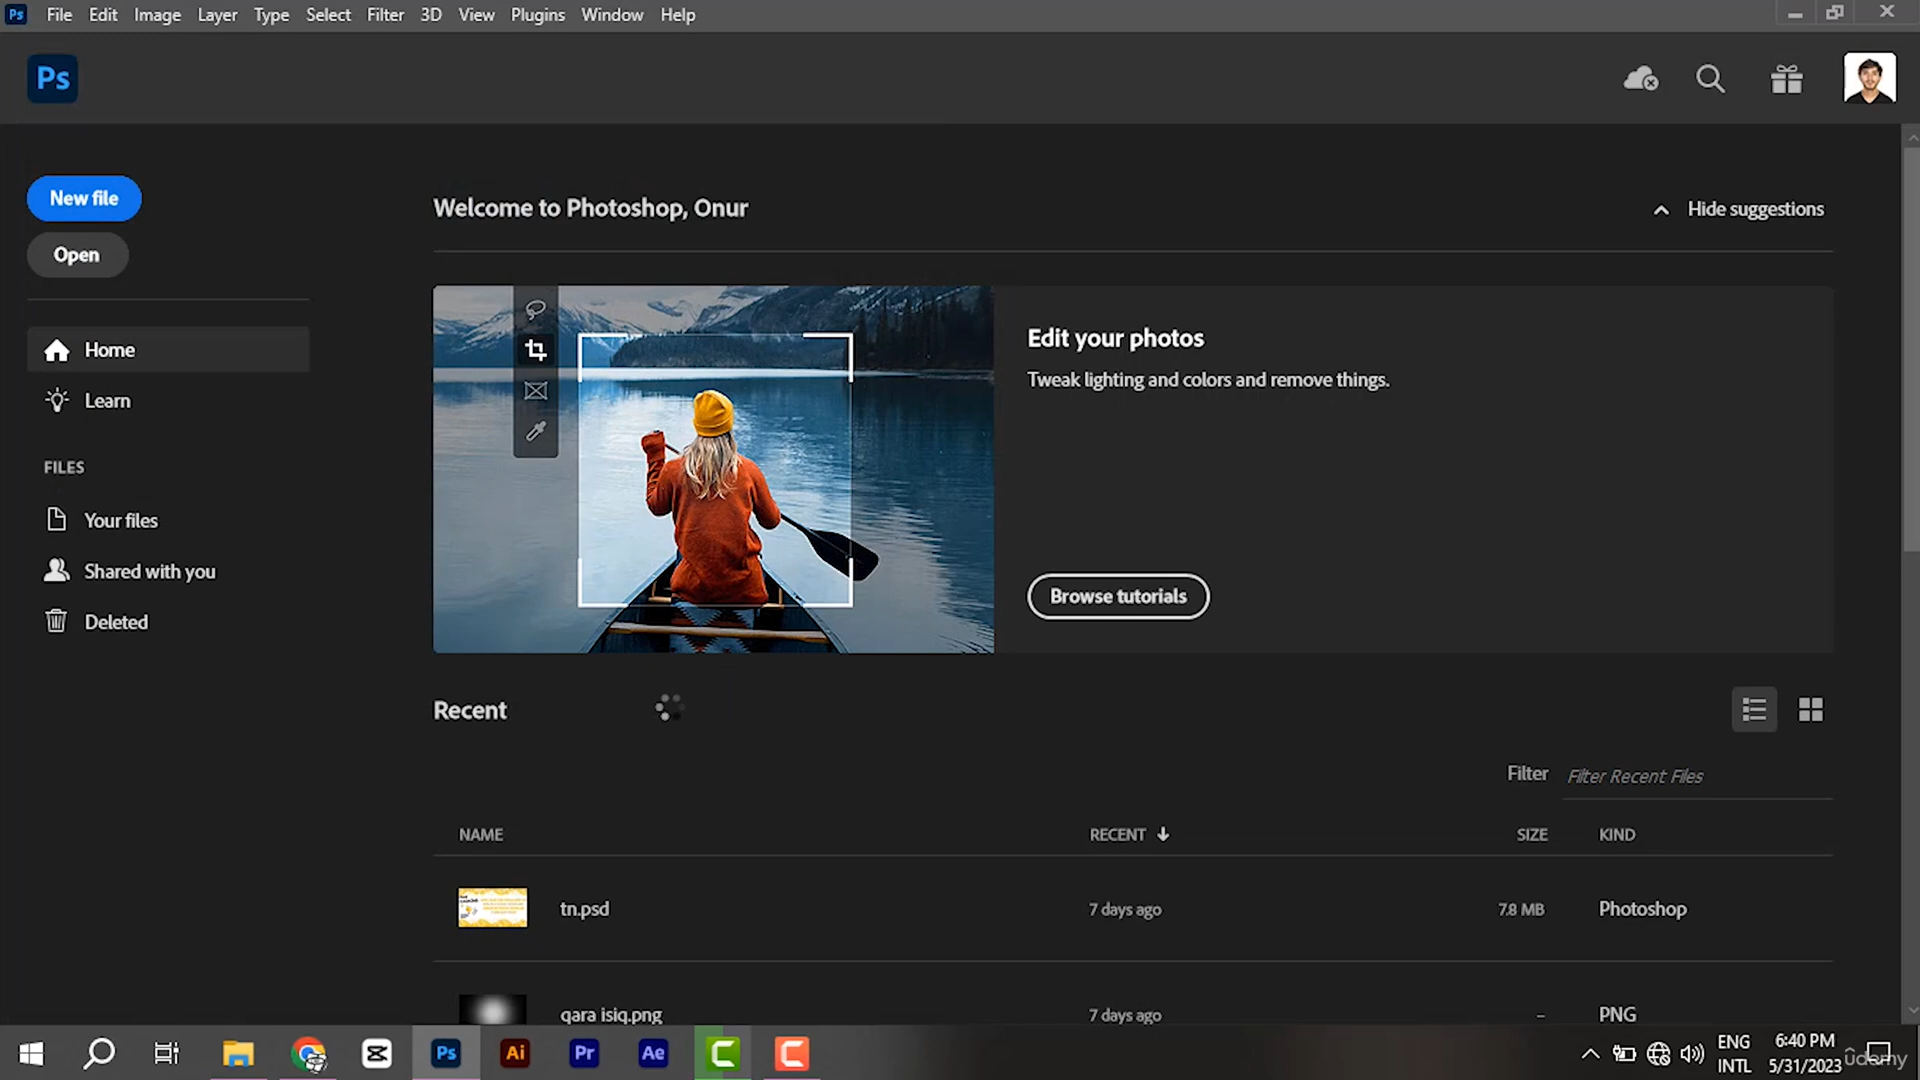 Ps File Edit Image Layer Type Select Filter 3D View Plugins Window Help
Ps
New file
Open
Home
Learn
FILES
Your files
Shared with you
Deleted
Welcome to Photoshop, Onur
Hide suggestions
Edit your photos
Tweak lighting and colors and remove things.
Browse tutorials
Recent
Filter Filter Recent Files
NAME RECENT SIZE KIND
tn.psd 7 days ago 7.8 MB Photoshop
qara isiq.png 7 days ago – PNG
Ps Ai Pr Ae C C
ENG 6:40 PM
INTL 5/31/2023
ûdemy